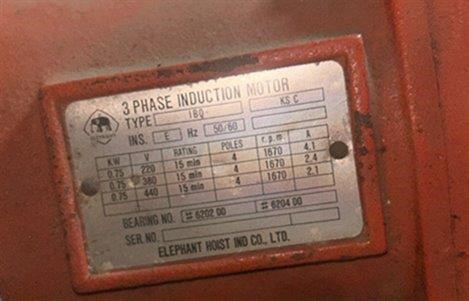 3 PHASE INDUCTION MOTOR
TYPE IBQ KS C
INS. E Hz 50/60
KW V RATING POLES r.p.m A
0.75 220 15 min 4 1670 4.1
0.75 380 15 min 4 1670 2.4
0.75 440 15 min 4 1670 2.1
BEARING NO. # 6202 DD # 6204 DD
SER.NO.
ELEPHANT HOIST IND CO., LTD.